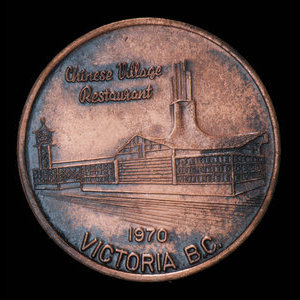 Chinese Village
Restaurant
1970
VICTORIA B.C.